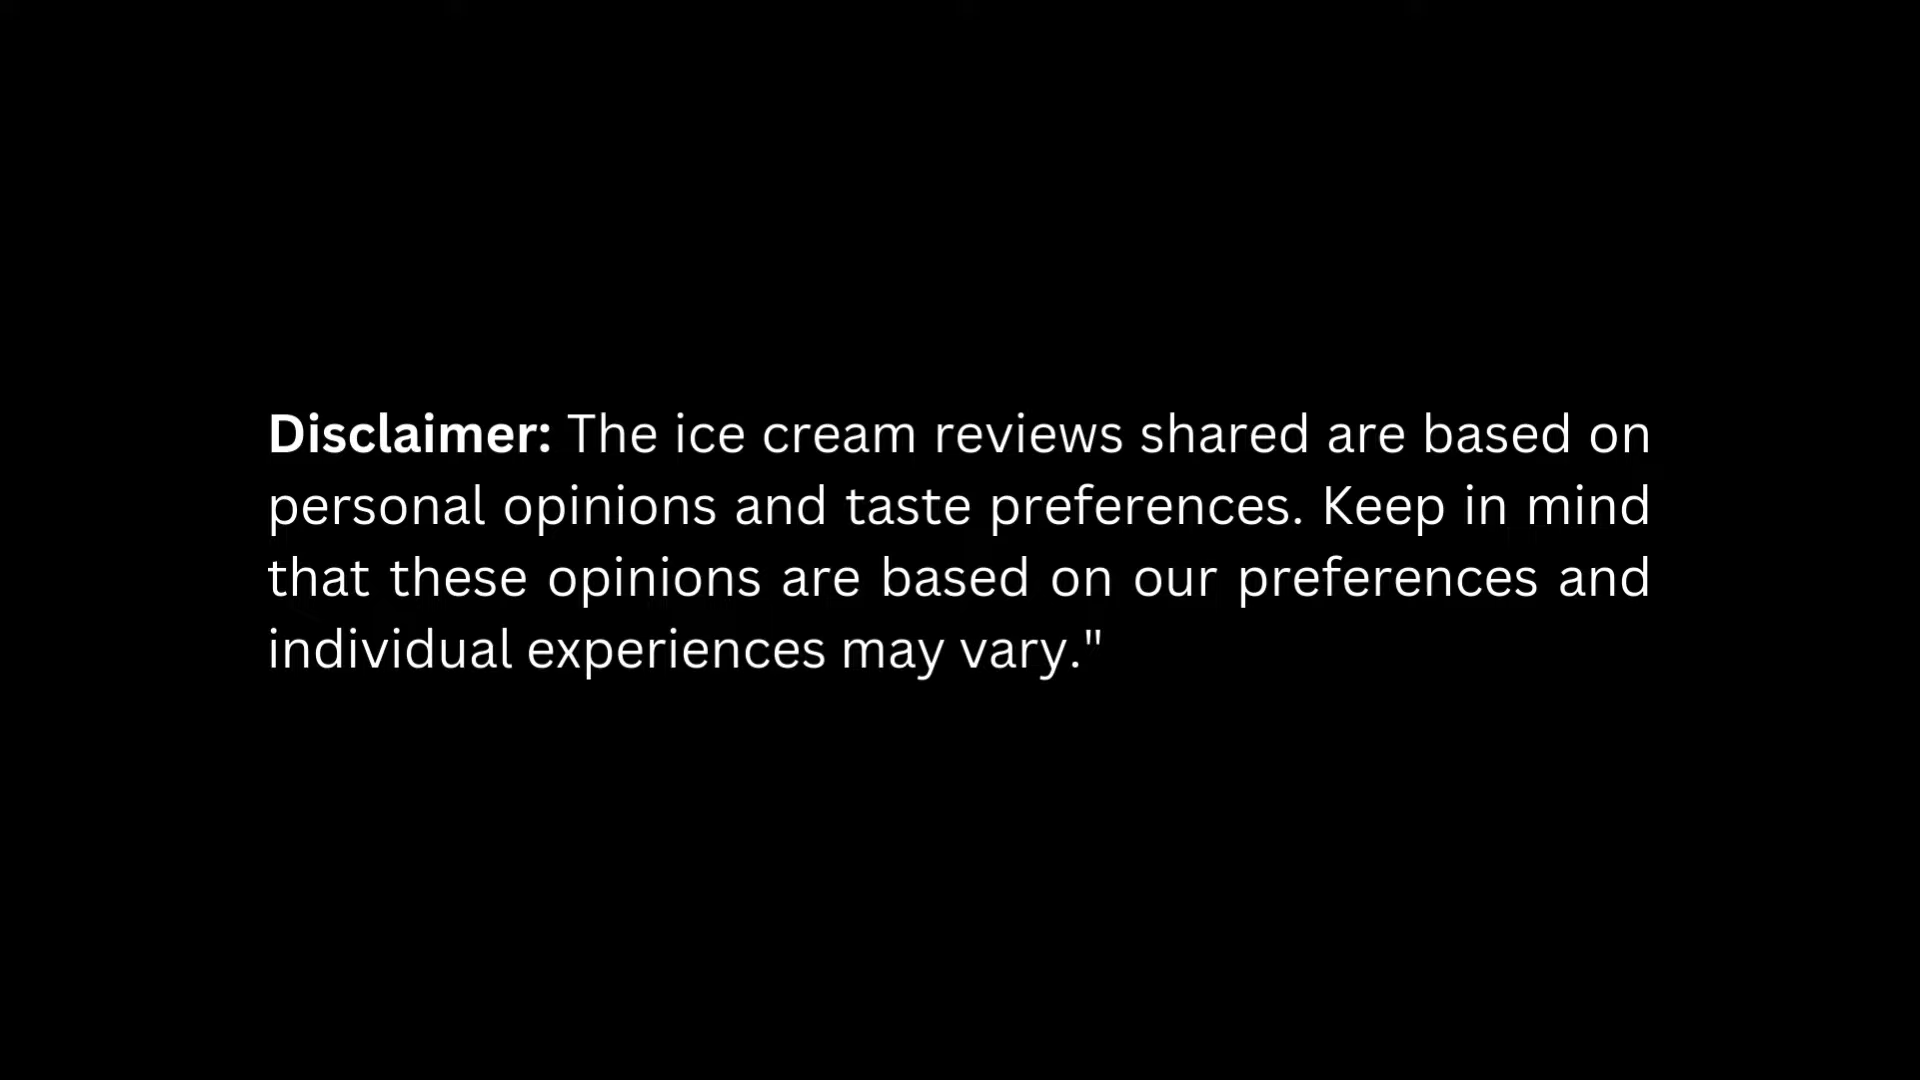 Disclaimer: The ice cream reviews shared are based on
personal opinions and taste preferences. Keep in mind
that these opinions are based on our preferences and
individual experiences may vary."